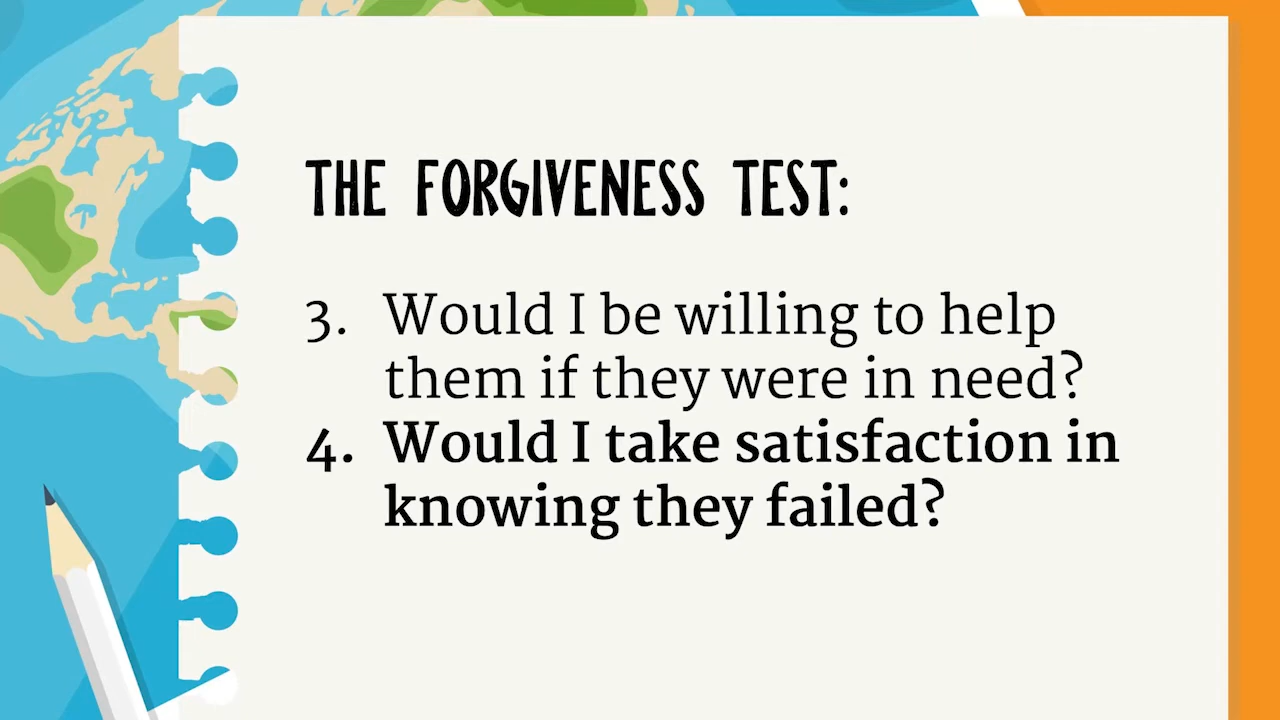 THE FORGIVENESS TEST:
3. Would I be willing to help
them if they were in need?
4. Would I take satisfaction in
knowing they failed?